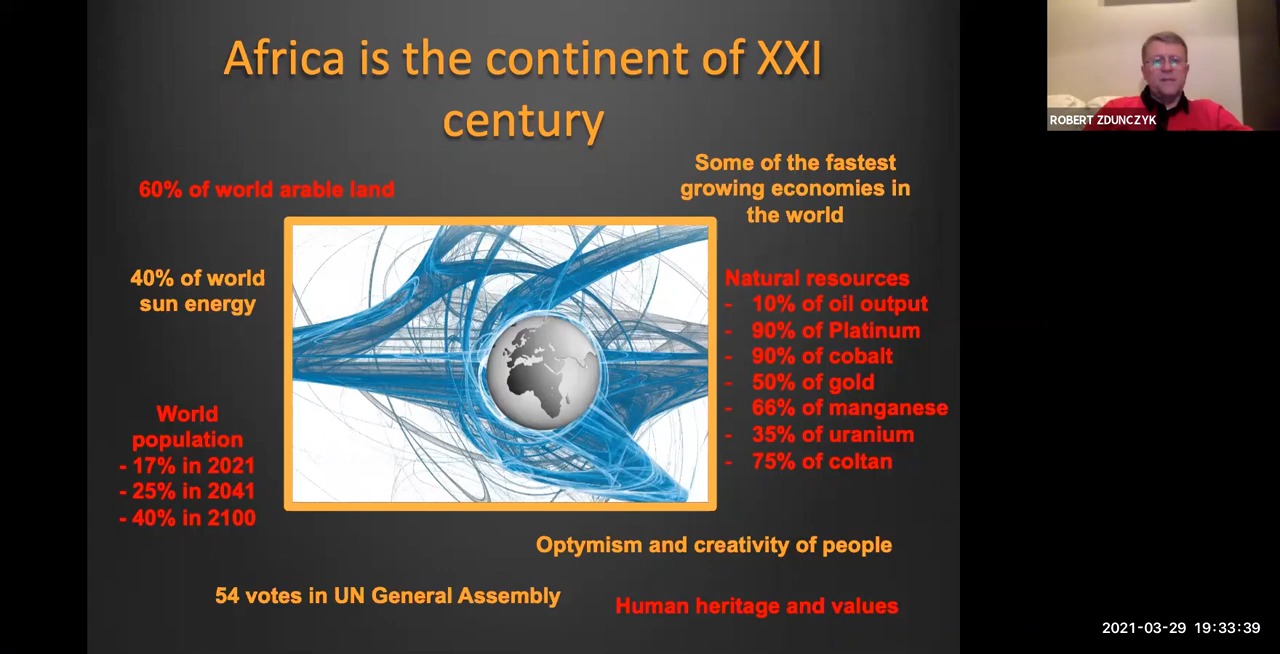 Africa is the continent of XXI
century
ROBERT ZDUNCZYK
60% of world arable land
Some of the fastest
growing economies in
the world
40% of world
sun energy
Natural resources
- 10% of oil output
- 90% of Platinum
- 90% of cobalt
- 50% of gold
- 66% of manganese
- 35% of uranium
- 75% of coltan
World
population
- 17% in 2021
- 25% in 2041
- 40% in 2100
Optymism and creativity of people
54 votes in UN General Assembly
Human heritage and values
2021-03-29 19:33:39